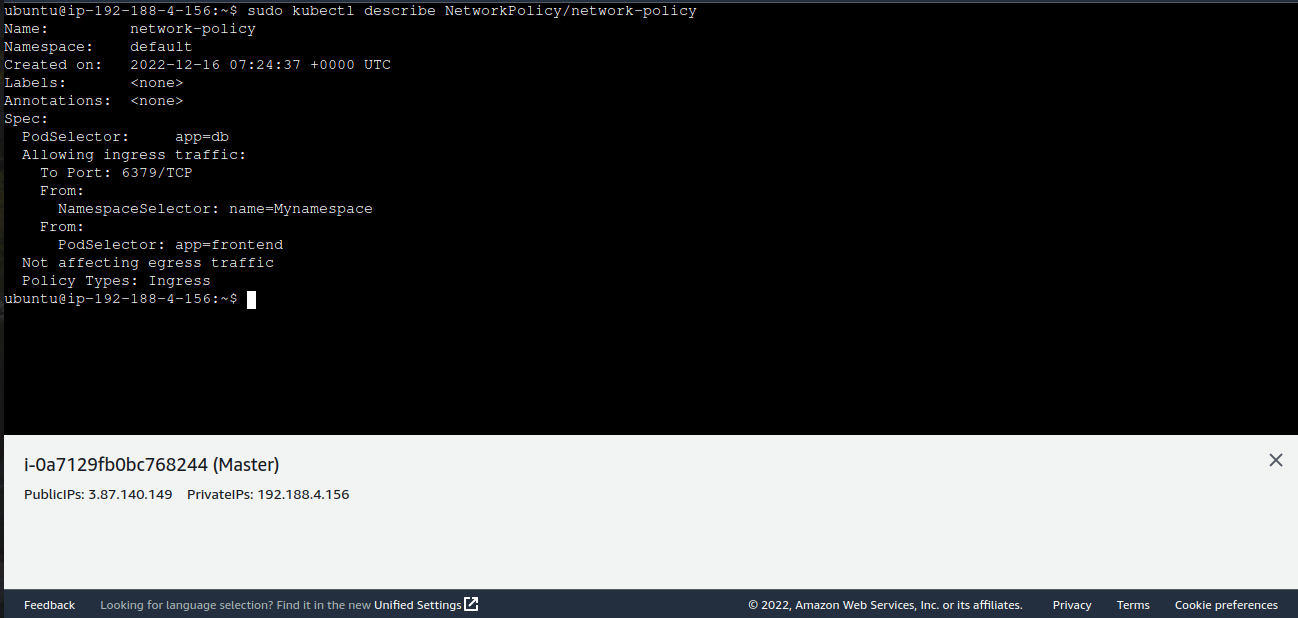 ubuntu@ip-192-188-4-156:~$ sudo kubectl describe NetworkPolicy/network-policy
Name:         network-policy
Namespace:    default
Created on:   2022-12-16 07:24:37 +0000 UTC
Labels:       <none>
Annotations:  <none>
Spec:
  PodSelector:     app=db
  Allowing ingress traffic:
    To Port: 6379/TCP
    From:
      NamespaceSelector: name=Mynamespace
    From:
      PodSelector: app=frontend
  Not affecting egress traffic
  Policy Types: Ingress
ubuntu@ip-192-188-4-156:~$
i-0a7129fb0bc768244 (Master)
PublicIPs: 3.87.140.149 PrivateIPs: 192.188.4.156
Feedback Looking for language selection? Find it in the new Unified Settings © 2022, Amazon Web Services, Inc. or its affiliates. Privacy Terms Cookie preferences